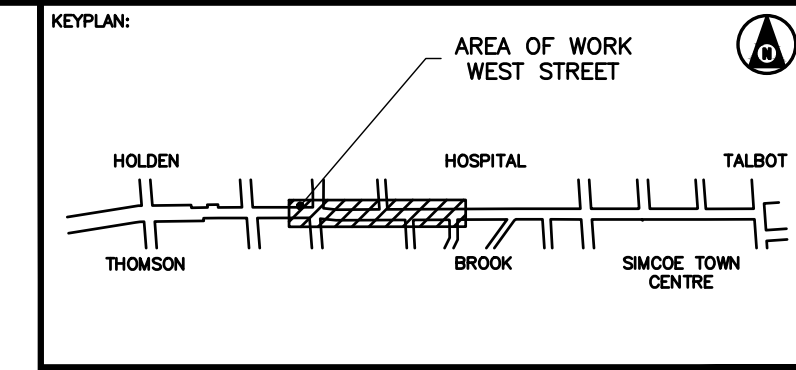 KEYPLAN:
AREA OF WORK
WEST STREET
N
HOLDEN
HOSPITAL
TALBOT
THOMSON
BROOK
SIMCOE TOWN
CENTRE